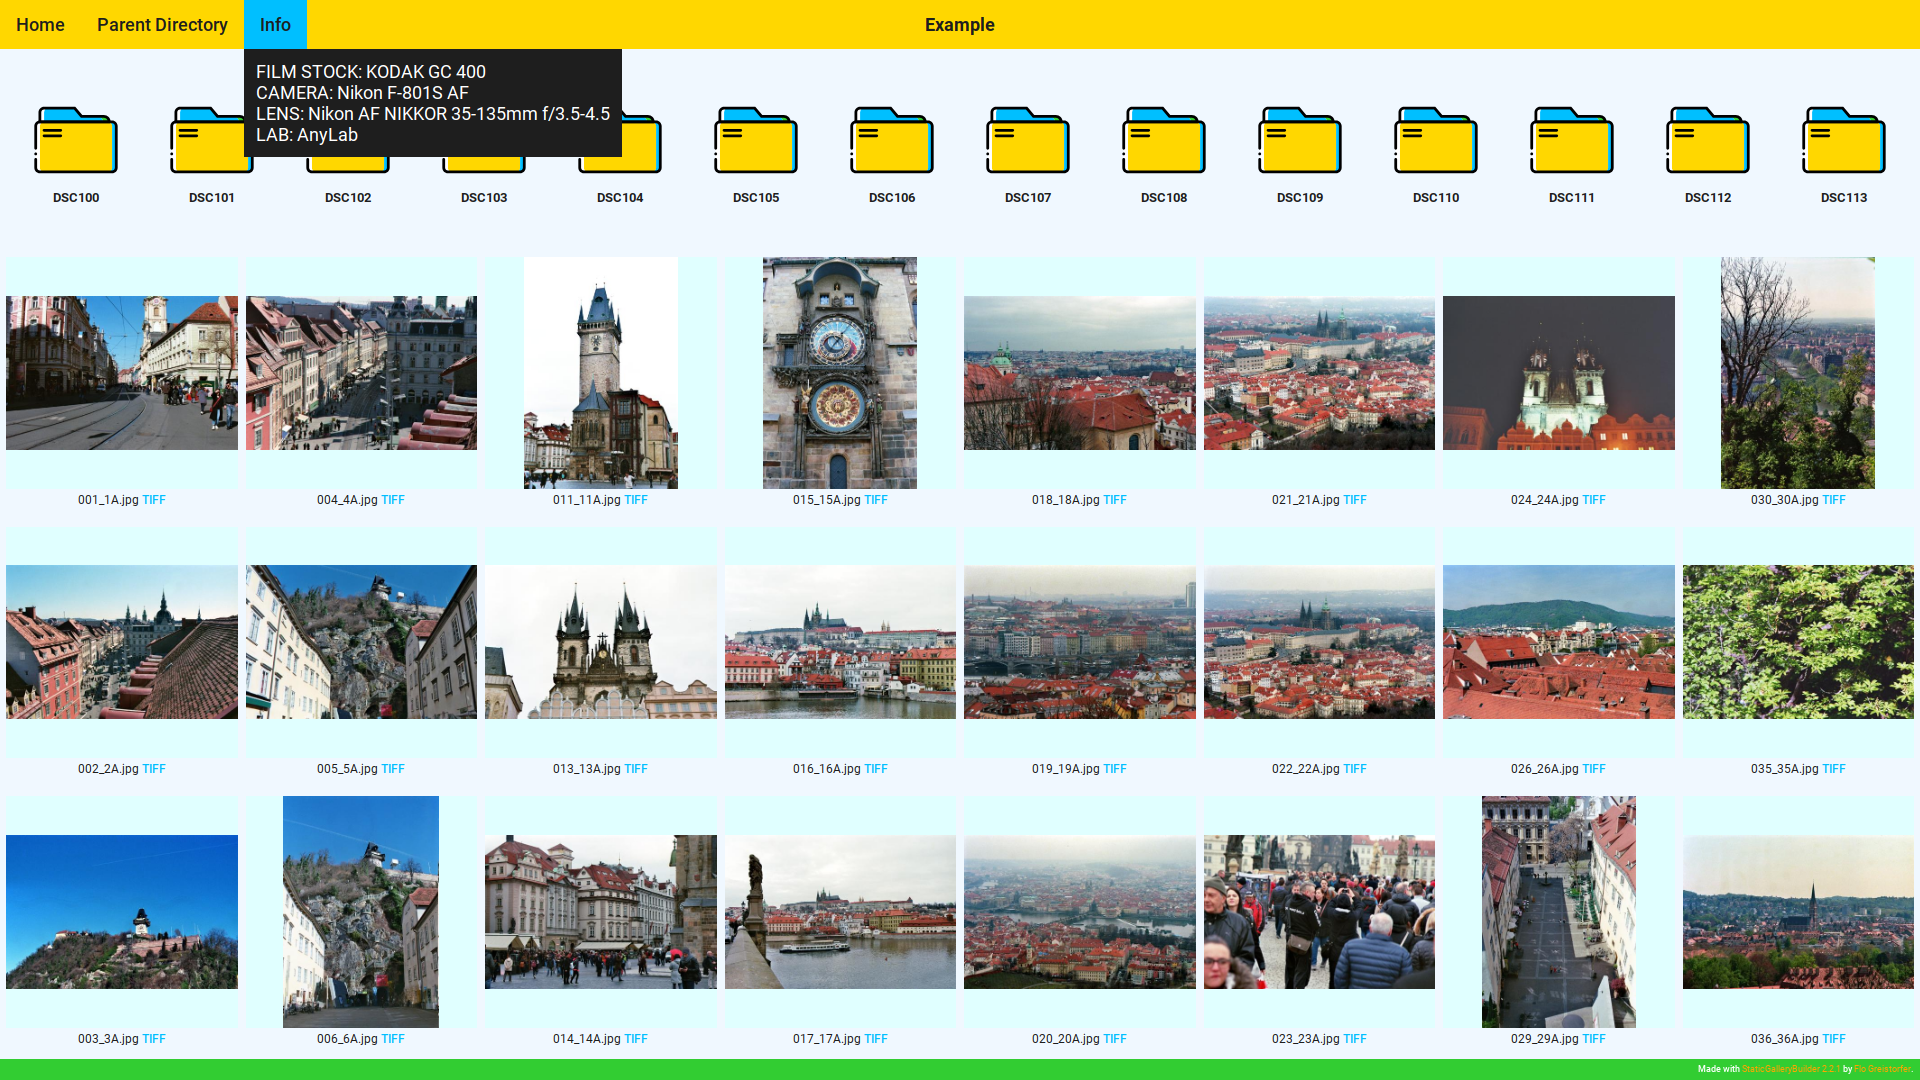 Home Parent Directory Info Example
FILM STOCK: KODAK GC 400
CAMERA: Nikon F-801S AF
LENS: Nikon AF NIKKOR 35-135mm f/3.5-4.5
LAB: AnyLab
DSC100 DSC101 DSC102 DSC103 DSC104 DSC105 DSC106 DSC107 DSC108 DSC109 DSC110 DSC111 DSC112 DSC113
001_1A.jpg TIFF 004_4A.jpg TIFF 011_11A.jpg TIFF 015_15A.jpg TIFF 018_18A.jpg TIFF 021_21A.jpg TIFF 024_24A.jpg TIFF 030_30A.jpg TIFF
002_2A.jpg TIFF 005_5A.jpg TIFF 013_13A.jpg TIFF 016_16A.jpg TIFF 019_19A.jpg TIFF 022_22A.jpg TIFF 026_26A.jpg TIFF 035_35A.jpg TIFF
003_3A.jpg TIFF 006_6A.jpg TIFF 014_14A.jpg TIFF 017_17A.jpg TIFF 020_20A.jpg TIFF 023_23A.jpg TIFF 029_29A.jpg TIFF 036_36A.jpg TIFF
Made with StaticGalleryBuilder 2.2.1 by Flo Greistorfer.